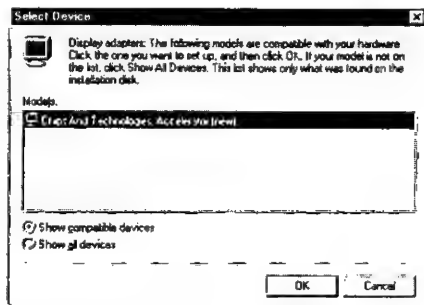 Select Device
Display adapters: The following models are compatible with your hardware
Click the one you want to set up, and then click OK. If your model is not on
the list, click Show All Devices. This list shows only what was found on the
installation disk.
Models.
Chips And Technologies, Accelerator (new)
Show compatible devices
Show all devices
OK
Cancel